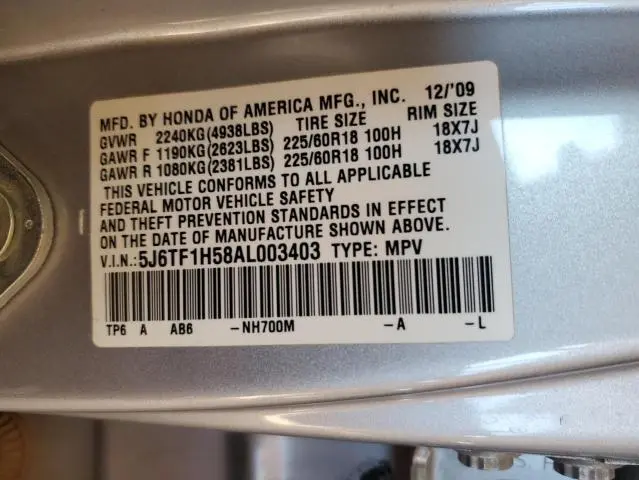 MFD. BY HONDA OF AMERICA MFG., INC. 12/'09
GVWR 2240KG(4938LBS) TIRE SIZE RIM SIZE
GAWR F 1190KG(2623LBS) 225/60R18 100H 18X7J
GAWR R 1080KG(2381LBS) 225/60R18 100H 18X7J
THIS VEHICLE CONFORMS TO ALL APPLICABLE
FEDERAL MOTOR VEHICLE SAFETY
AND THEFT PREVENTION STANDARDS IN EFFECT
ON THE DATE OF MANUFACTURE SHOWN ABOVE.
V.I.N.:5J6TF1H58AL003403 TYPE: MPV
TP6 A AB6 -NH700M -A -L